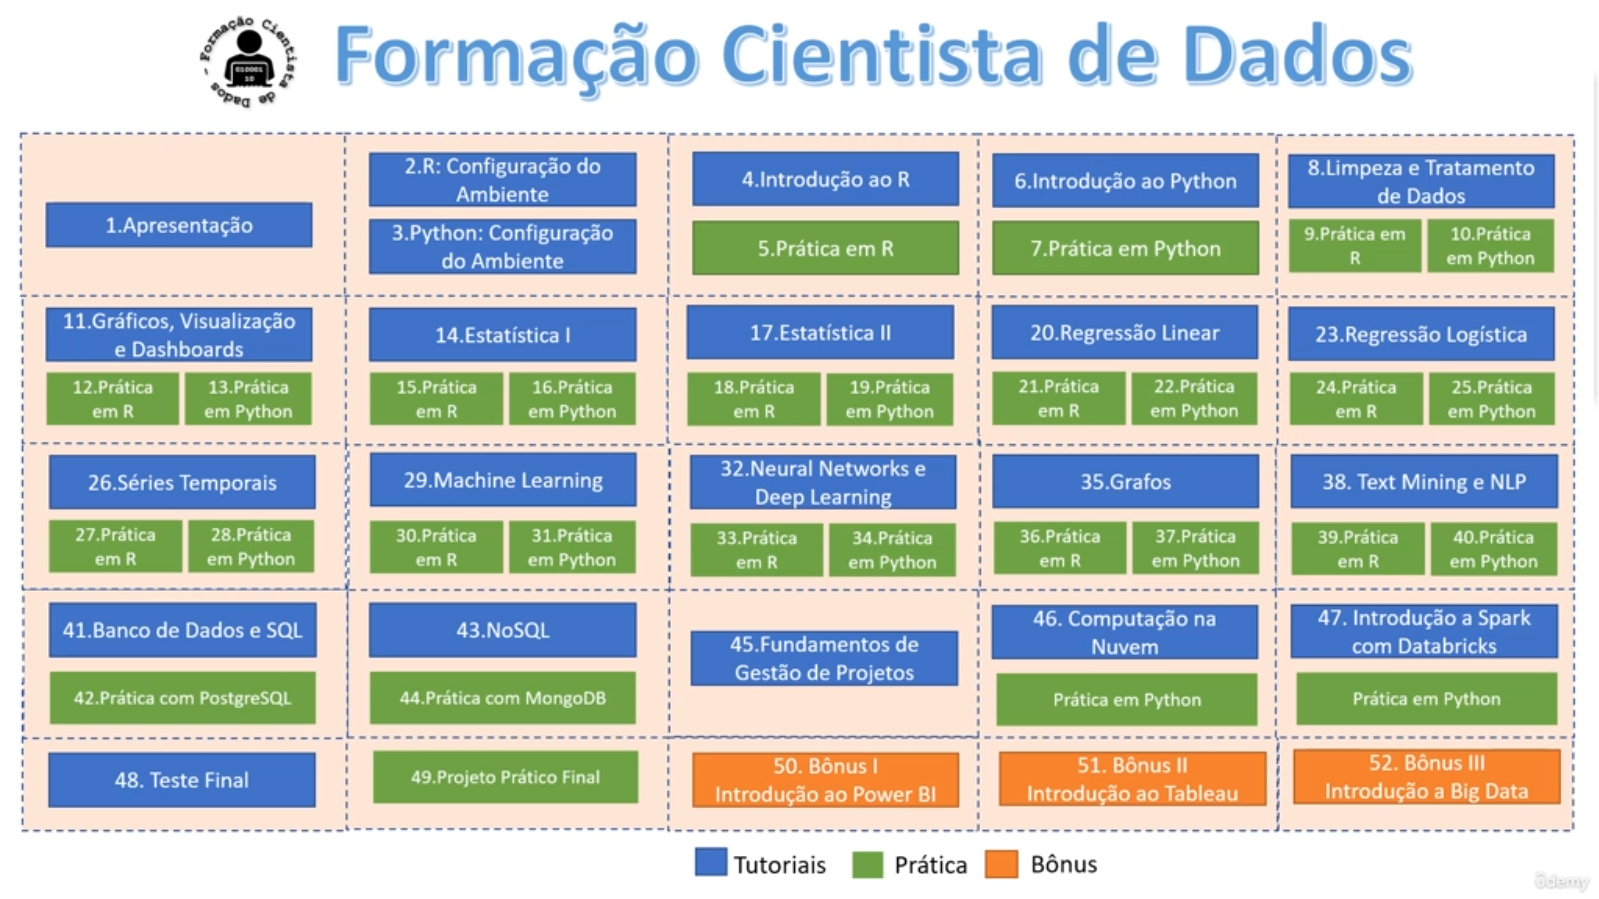 Formação Cientista de Dados
010001
10
Formação Cientista de Dados
1.Apresentação
2.R: Configuração do
Ambiente
3.Python: Configuração
do Ambiente
4.Introdução ao R
5.Prática em R
6.Introdução ao Python
7.Prática em Python
8.Limpeza e Tratamento
de Dados
9.Prática em
R
10.Prática
em Python
11.Gráficos, Visualização
e Dashboards
12.Prática
em R
13.Prática
em Python
14.Estatística I
15.Prática
em R
16.Prática
em Python
17.Estatística II
18.Prática
em R
19.Prática
em Python
20.Regressão Linear
21.Prática
em R
22.Prática
em Python
23.Regressão Logística
24.Prática
em R
25.Prática
em Python
26.Séries Temporais
27.Prática
em R
28.Prática
em Python
29.Machine Learning
30.Prática
em R
31.Prática
em Python
32.Neural Networks e
Deep Learning
33.Prática
em R
34.Prática
em Python
35.Grafos
36.Prática
em R
37.Prática
em Python
38. Text Mining e NLP
39.Prática
em R
40.Prática
em Python
41.Banco de Dados e SQL
42.Prática com PostgreSQL
43.NoSQL
44.Prática com MongoDB
45.Fundamentos de
Gestão de Projetos
46. Computação na
Nuvem
Prática em Python
47. Introdução a Spark
com Databricks
Prática em Python
48. Teste Final
49.Projeto Prático Final
50. Bônus I
Introdução ao Power BI
51. Bônus II
Introdução ao Tableau
52. Bônus III
Introdução a Big Data
Tutoriais
Prática
Bônus
ûdemy